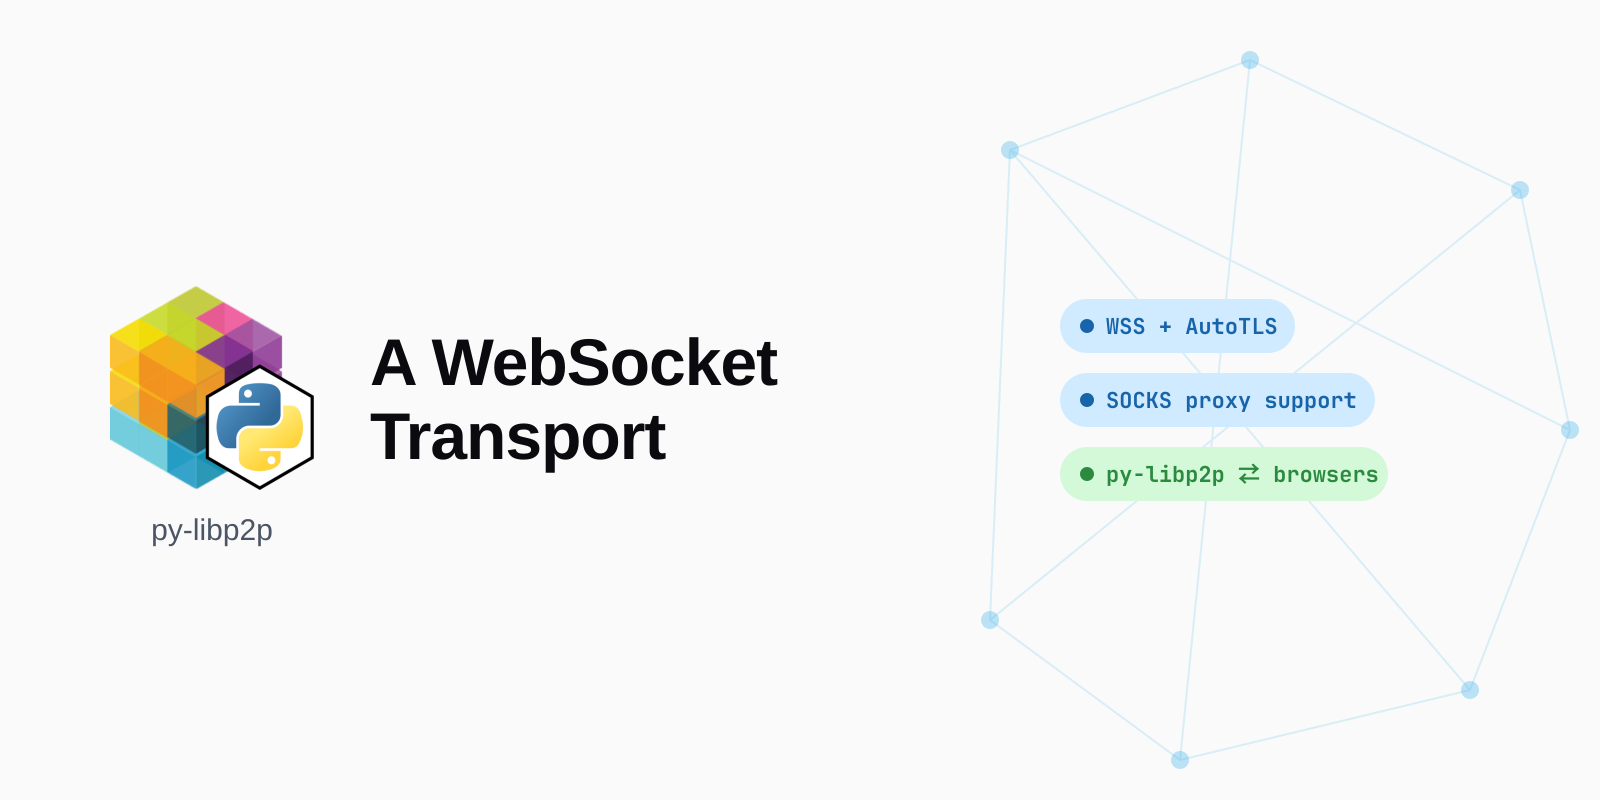 py-libp2p
A WebSocket
Transport
WSS + AutoTLS
SOCKS proxy support
py-libp2p ⇄ browsers